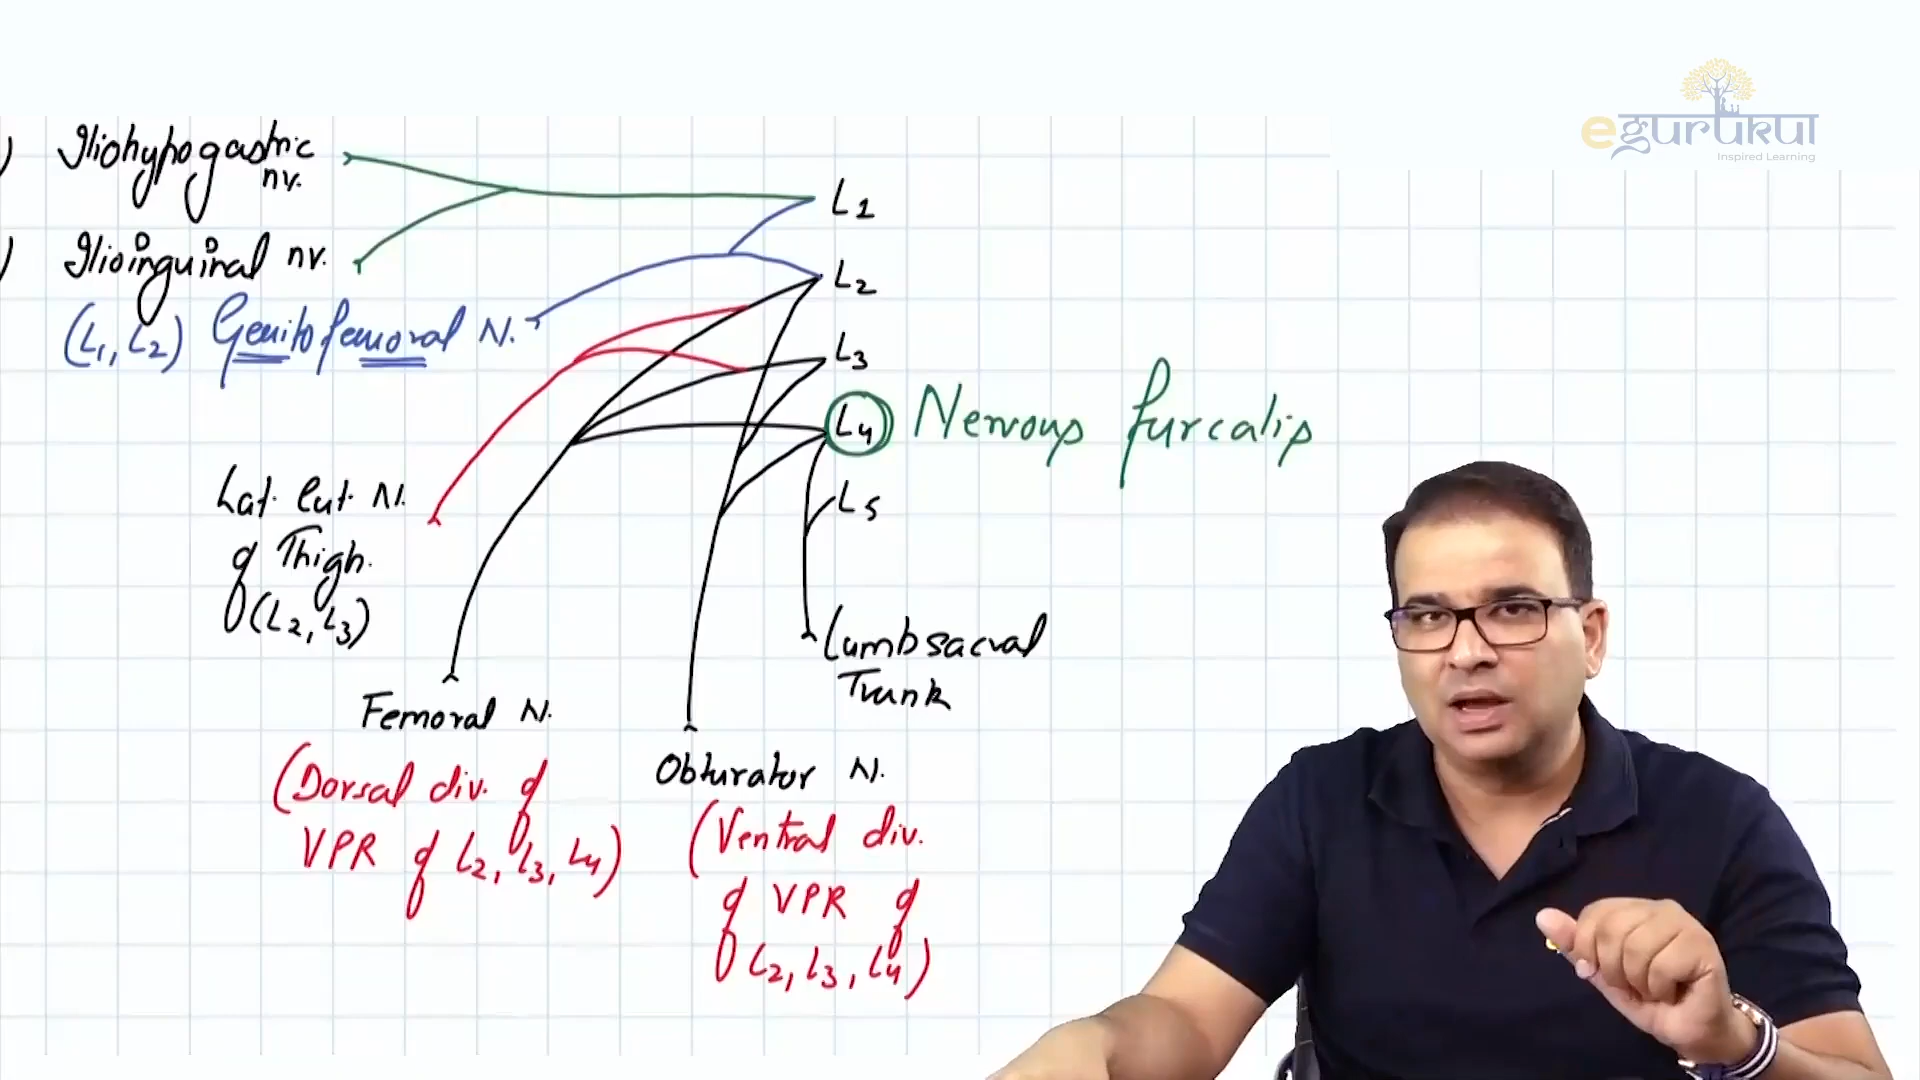 egurukul
Inspired Learning
) Iliohypogastric
nv.
L1
) Ilioinguinal nv.
L2
(L1, L2) Genitofemoral N.
L3
L4 Nervous furcalis
Lat. Cut. N.
of Thigh.
(L2, L3)
L5
Lumbsacral
Trunk
Femoral N.
(Dorsal div. of
VPR of L2, L3, L4)
Obturator N.
(Ventral div.
of VPR of
L2, L3, L4)